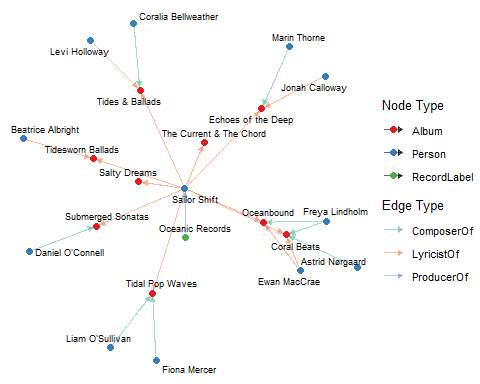 Coralia Bellweather
Marin Thorne
Levi Holloway
Jonah Calloway
Tides & Ballads
Echoes of the Deep
Beatrice Albright
The Current & The Chord
Tidesworn Ballads
Salty Dreams
Sailor Shift
Submerged Sonatas
Oceanbound
Freya Lindholm
Oceanic Records
Coral Beats
Daniel O'Connell
Astrid Nørgaard
Ewan MacCrae
Tidal Pop Waves
Liam O'Sullivan
Fiona Mercer
Node Type
Album
Person
RecordLabel
Edge Type
ComposerOf
LyricistOf
ProducerOf